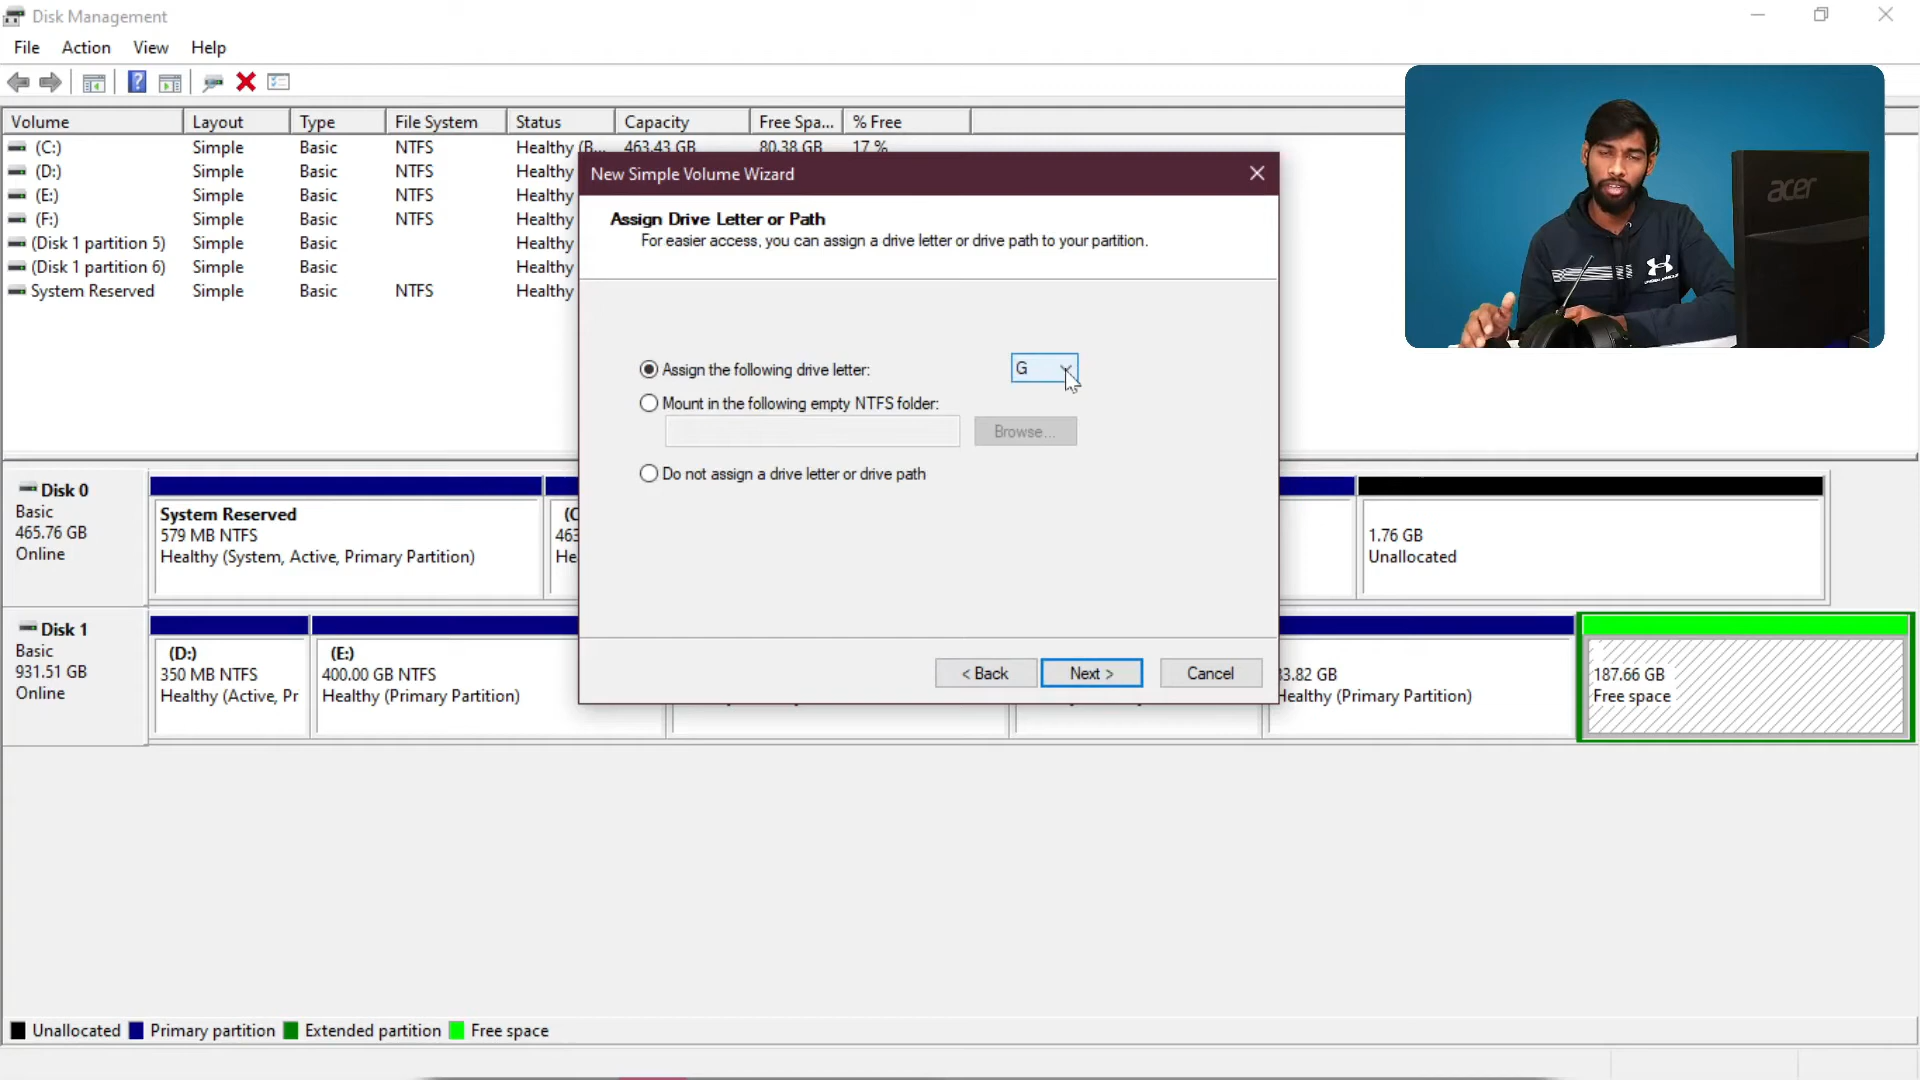 Disk Management
File Action View Help
Volume Layout Type File System Status Capacity Free Spa... % Free
(C:) Simple Basic NTFS Healthy (B... 463.43 GB 80.38 GB 17 %
(D:) Simple Basic NTFS Healthy
(E:) Simple Basic NTFS Healthy
(F:) Simple Basic NTFS Healthy
(Disk 1 partition 5) Simple Basic Healthy
(Disk 1 partition 6) Simple Basic Healthy
System Reserved Simple Basic NTFS Healthy
acer
UNDER ARMOUR
New Simple Volume Wizard
Assign Drive Letter or Path
For easier access, you can assign a drive letter or drive path to your partition.
Assign the following drive letter: G
Mount in the following empty NTFS folder:
Browse...
Do not assign a drive letter or drive path
< Back Next > Cancel
Disk 0
Basic
465.76 GB
Online
System Reserved
579 MB NTFS
Healthy (System, Active, Primary Partition)
(C
463
He
1.76 GB
Unallocated
Disk 1
Basic
931.51 GB
Online
(D:)
350 MB NTFS
Healthy (Active, Pr
(E:)
400.00 GB NTFS
Healthy (Primary Partition)
3.82 GB
Healthy (Primary Partition)
187.66 GB
Free space
Unallocated Primary partition Extended partition Free space